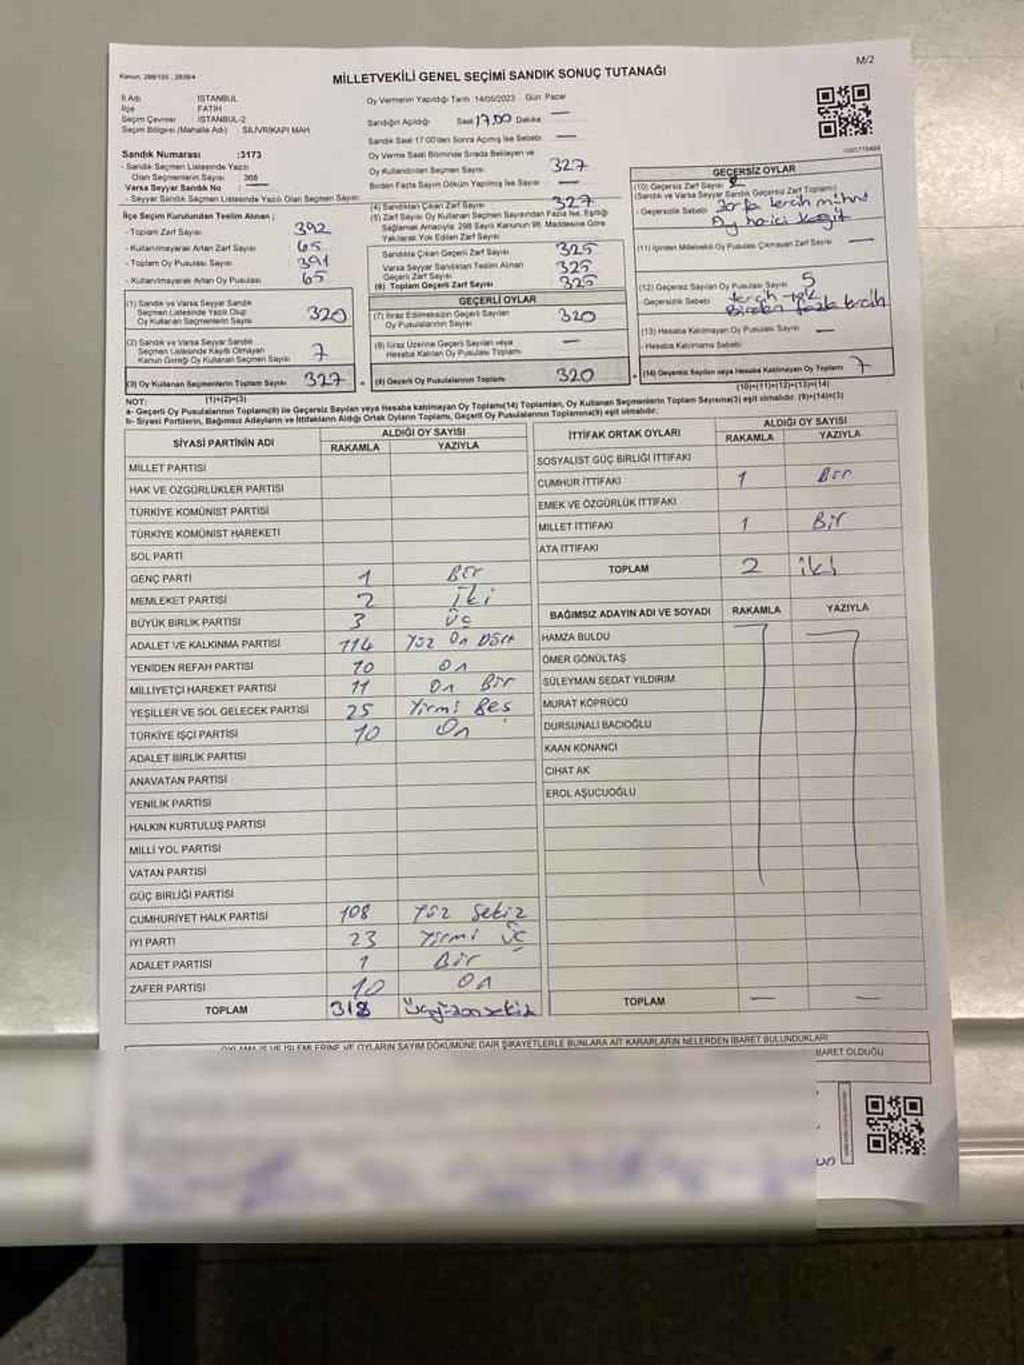 M/2
MİLLETVEKİLİ GENEL SEÇİMİ SANDIK SONUÇ TUTANAĞI
İl Adı : İSTANBUL
İlçe : FATİH
Seçim Çevresi : İSTANBUL-2
Seçim Bölgesi (Mahalle Adı) : SİLİVRİKAPI MAH.
Sandık Numarası :3173
- Sandık Seçmen Listesinde Yazılı
Olan Seçmenlerin Sayısı : 368
Varsa Seyyar Sandık No : —
- Seyyar Sandık Seçmen Listesinde Yazılı Olan Seçmen Sayısı
İlçe Seçim Kurulundan Teslim Alınan ;
- Toplam Zarf Sayısı 392
- Kullanılmayarak Artan Zarf Sayısı 65
- Toplam Oy Pusulası Sayısı 391
- Kullanılmayarak Artan Oy Pusulası 65
(1) Sandık ve Varsa Seyyar Sandık
Seçmen Listesinde Yazılı Olup
Oy Kullanan Seçmenlerin Sayısı 320
(2) Sandık ve Varsa Seyyar Sandık
Seçmen Listesinde Kayıtlı Olmayan
Kanun Gereği Oy Kullanan Seçmen Sayısı 7
(3) Oy Kullanan Seçmenlerin Toplam Sayısı 327
(1)+(2)=(3)
Oy Vermenin Yapıldığı Tarih :14/05/2023 Gün: Pazar
Sandığın Açıldığı Saat 17.00 Dakika —
Sandık Saat 17:00'den Sonra Açılmış İse Sebebi —
Oy Verme Saati Bitiminde Sırada Bekleyen ve
Oy Kullandırılan Seçmen Sayısı 327
Birden Fazla Sayım Döküm Yapılmış İse Sayısı —
(4) Sandıktan Çıkan Zarf Sayısı 327
(5) Zarf Sayısı Oy Kullanan Seçmen Sayısından Fazla İse, Eşitliği
Sağlamak Amacıyla; 298 Sayılı Kanunun 98. Maddesine Göre
Yakılarak Yok Edilen Zarf Sayısı
Sandıkta Çıkan Geçerli Zarf Sayısı 325
Varsa Seyyar Sandıktan Teslim Alınan
Geçerli Zarf Sayısı 325
(6) Toplam Geçerli Zarf Sayısı 325
GEÇERLİ OYLAR
(7) İtiraz Edilmeksizin Geçerli Sayılan
Oy Pusulalarının Sayısı 320
(8) İtiraz Üzerine Geçerli Sayılan veya
Hesaba Katılan Oy Pusulası Toplamı —
(9) Geçerli Oy Pusulalarının Toplamı 320
GEÇERSİZ OYLAR
(10) Geçersiz Zarf Sayısı 2
(Sandık ve Varsa Seyyar Sandık Geçersiz Zarf Toplamı)
- Geçersizlik Sebebi: Zarfa tercih mührü
Oy harici kağıt
(11) İçinden Milletvekili Oy Pusulası Çıkmayan Zarf Sayısı —
(12) Geçersiz Sayılan Oy Pusulası Sayısı 5
Geçersizlik Sebebi: tercih yok
Birden fazla tercih
(13) Hesaba Katılmayan Oy Pusulası Sayısı —
- Hesaba Katılmama Sebebi:
(14) Geçersiz Sayılan veya Hesaba Katılmayan Oy Toplamı 7
(10)+(11)+(12)+(13)=(14)
NOT:
a- Geçerli Oy Pusulaları Toplamı(9) ile Geçersiz Sayılan veya Hesaba katılmayan Oy Toplamı(14) Toplamları, Oy Kullanan Seçmenlerin Toplam Sayısına(3) eşit olmalıdır. (9)+(14)=(3)
b- Siyasi Partilerin, Bağımsız Adayların ve İttifakların Aldığı Ortak Oyların Toplamı, Geçerli Oy Pusulalarının Toplamına(9) eşit olmalıdır.
SİYASİ PARTİNİN ADI ALDIĞI OY SAYISI
RAKAMLA YAZIYLA
MİLLET PARTİSİ
HAK VE ÖZGÜRLÜKLER PARTİSİ
TÜRKİYE KOMÜNİST PARTİSİ
TÜRKİYE KOMÜNİST HAREKETİ
SOL PARTİ
GENÇ PARTİ 1 Bir
MEMLEKET PARTİSİ 2 İki
BÜYÜK BİRLİK PARTİSİ 3 Üç
ADALET VE KALKINMA PARTİSİ 114 Yüz On Dört
YENİDEN REFAH PARTİSİ 10 On
MİLLİYETÇİ HAREKET PARTİSİ 11 On Bir
YEŞİLLER VE SOL GELECEK PARTİSİ 25 Yirmi Beş
TÜRKİYE İŞÇİ PARTİSİ 10 On
ADALET BİRLİK PARTİSİ
ANAVATAN PARTİSİ
YENİLİK PARTİSİ
HALKIN KURTULUŞ PARTİSİ
MİLLİ YOL PARTİSİ
VATAN PARTİSİ
GÜÇ BİRLİĞİ PARTİSİ
CUMHURİYET HALK PARTİSİ 108 Yüz Sekiz
İYİ PARTİ 23 Yirmi Üç
ADALET PARTİSİ 1 Bir
ZAFER PARTİSİ 10 On
TOPLAM 318 Üçyüzonsekiz
İTTİFAK ORTAK OYLARI ALDIĞI OY SAYISI
RAKAMLA YAZIYLA
SOSYALİST GÜÇ BİRLİĞİ İTTİFAKI
CUMHUR İTTİFAKI 1 Bir
EMEK VE ÖZGÜRLÜK İTTİFAKI
MİLLET İTTİFAKI 1 Bir
ATA İTTİFAKI
TOPLAM 2 iki
BAĞIMSIZ ADAYIN ADI VE SOYADI RAKAMLA YAZIYLA
HAMZA BULDU
ÖMER GÖNÜLTAŞ
SÜLEYMAN SEDAT YILDIRIM
MURAT KÖPRÜCÜ
DURSUNALİ BACIOĞLU
KAAN KONANCI
CİHAT AK
EROL AŞUCUOĞLU
TOPLAM — —
OYLAMA İŞ VE İŞLEMLERİNE VE OYLARIN SAYIM DÖKÜMÜNE DAİR ŞİKAYETLERLE BUNLARA AİT KARARLARIN NELERDEN İBARET BULUNDUKLARI
İBARET OLDUĞU